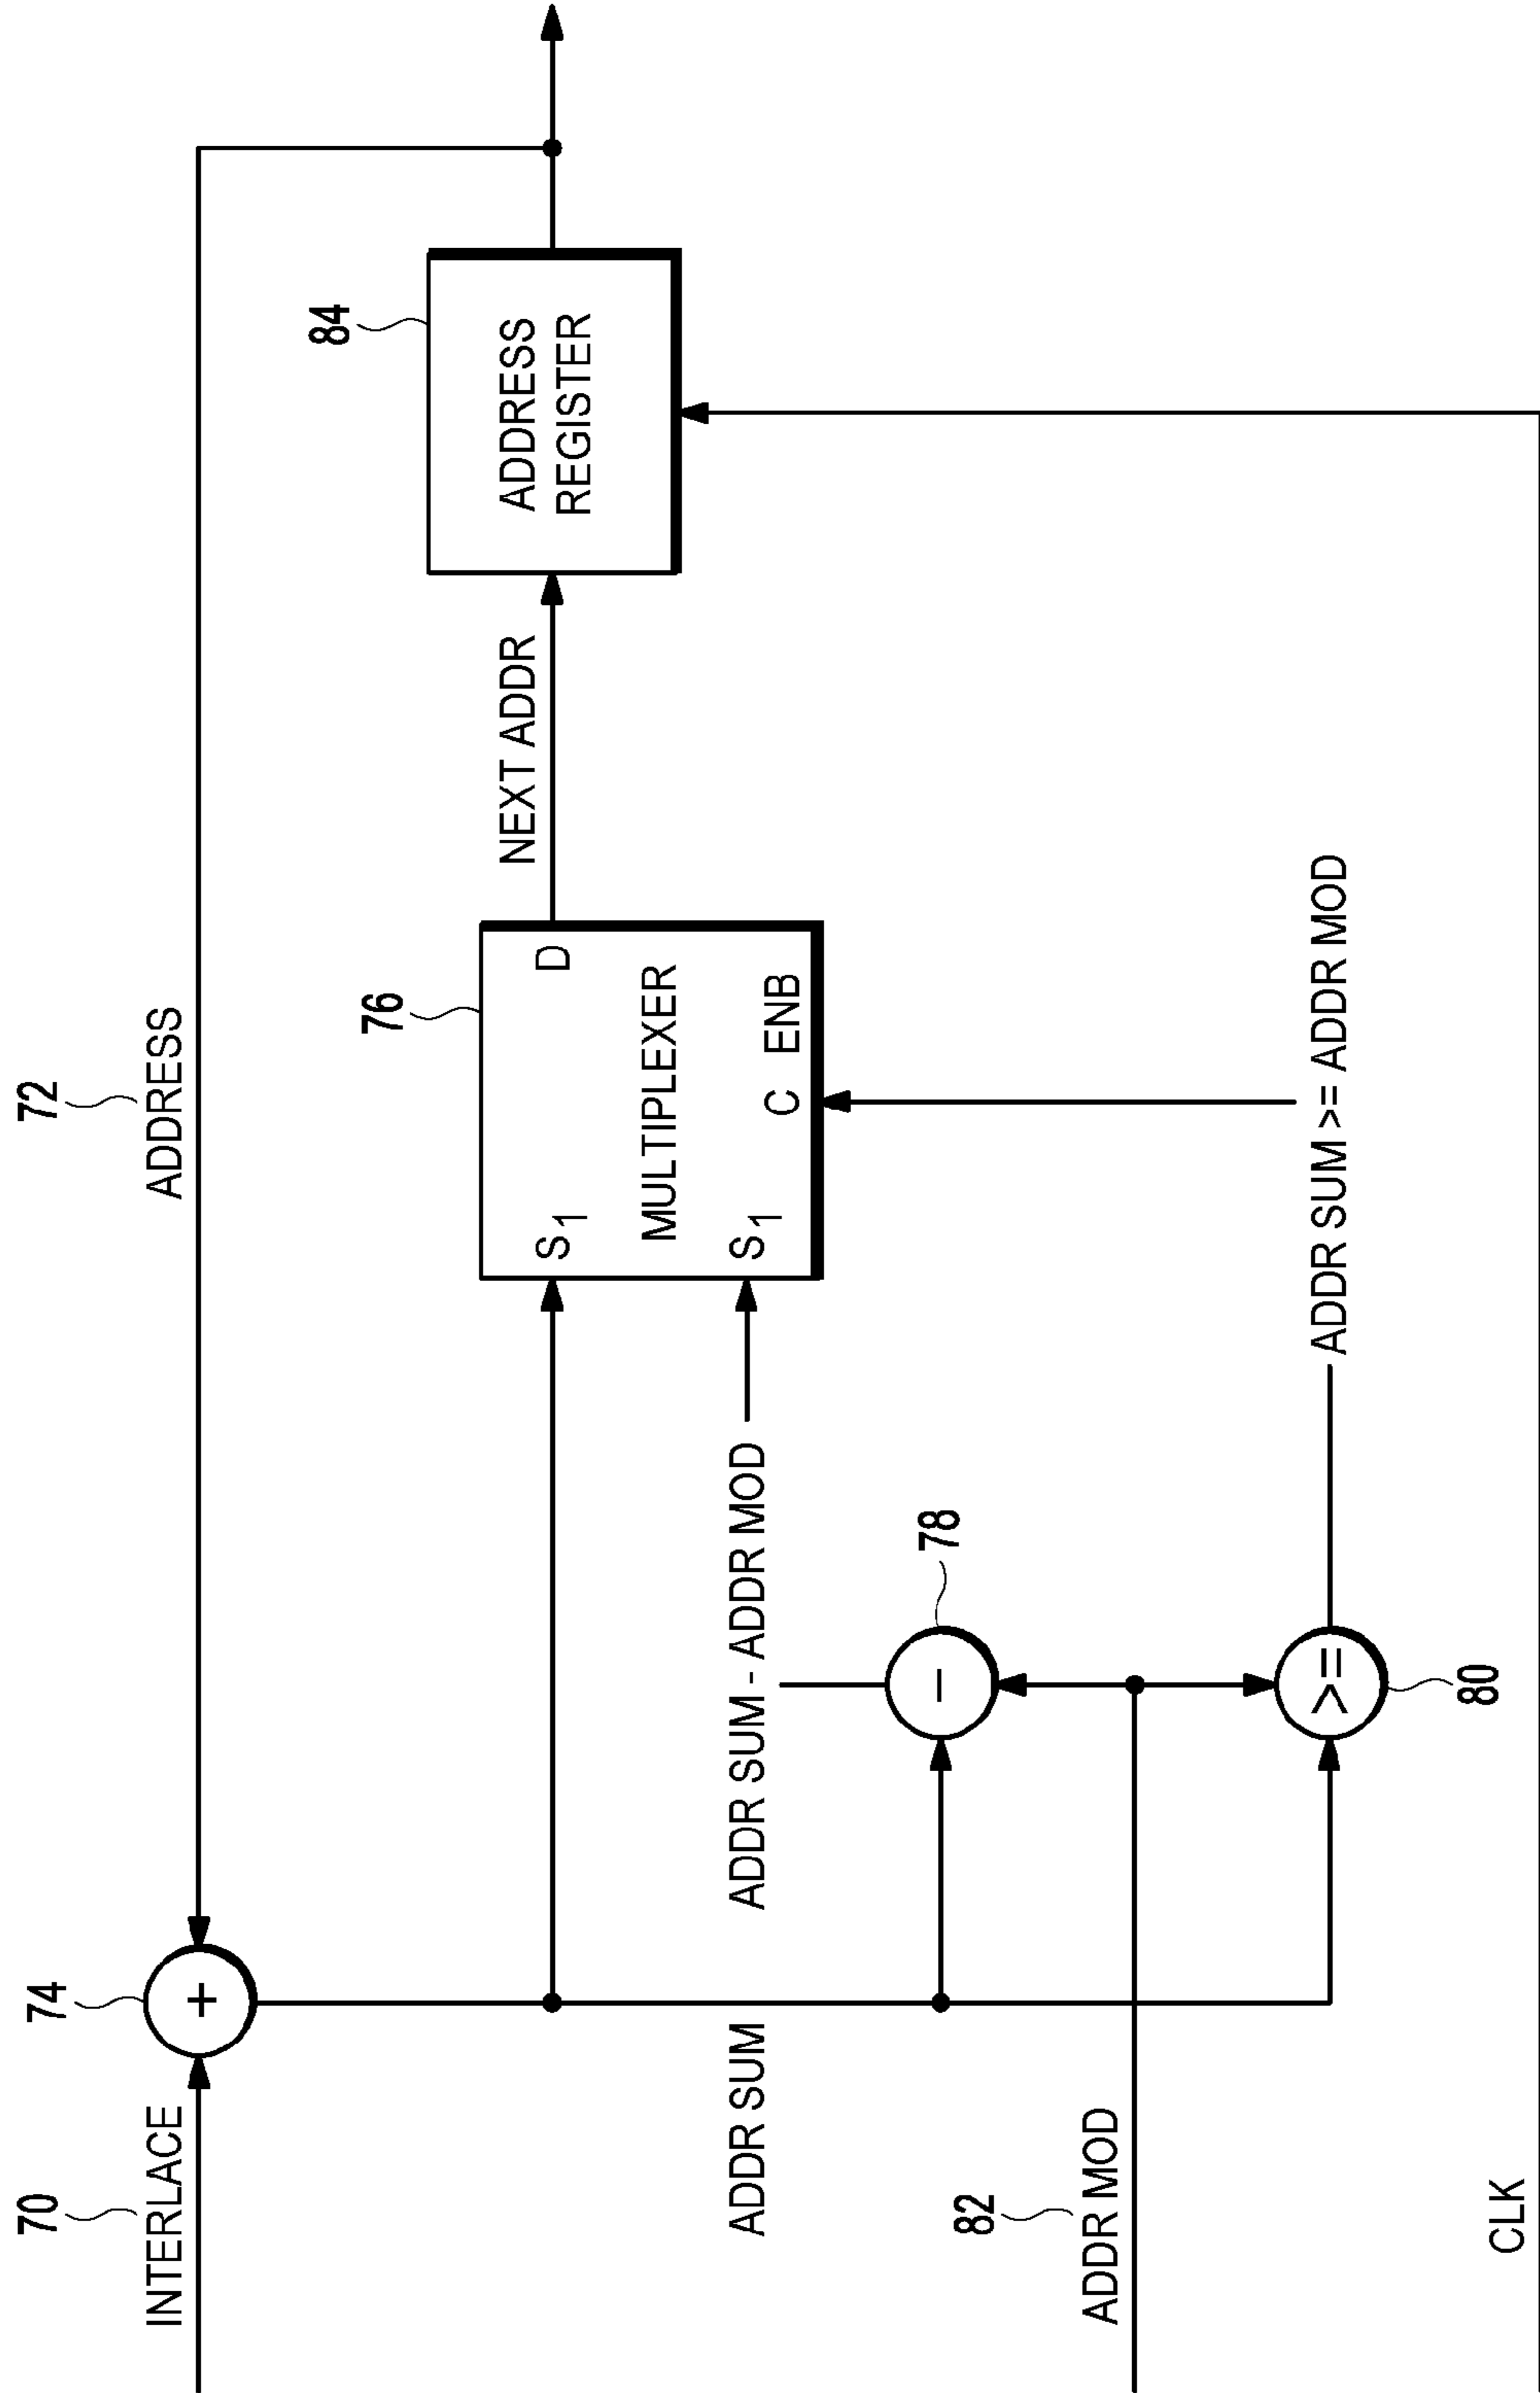 72
ADDRESS
70
INTERLACE
74
+
84
ADDRESS
REGISTER
76
NEXT ADDR
S1
D
MULTIPLEXER
S1
C ENB
ADDR SUM
ADDR SUM - ADDR MOD
78
−
82
ADDR MOD
>=
80
ADDR SUM >= ADDR MOD
CLK